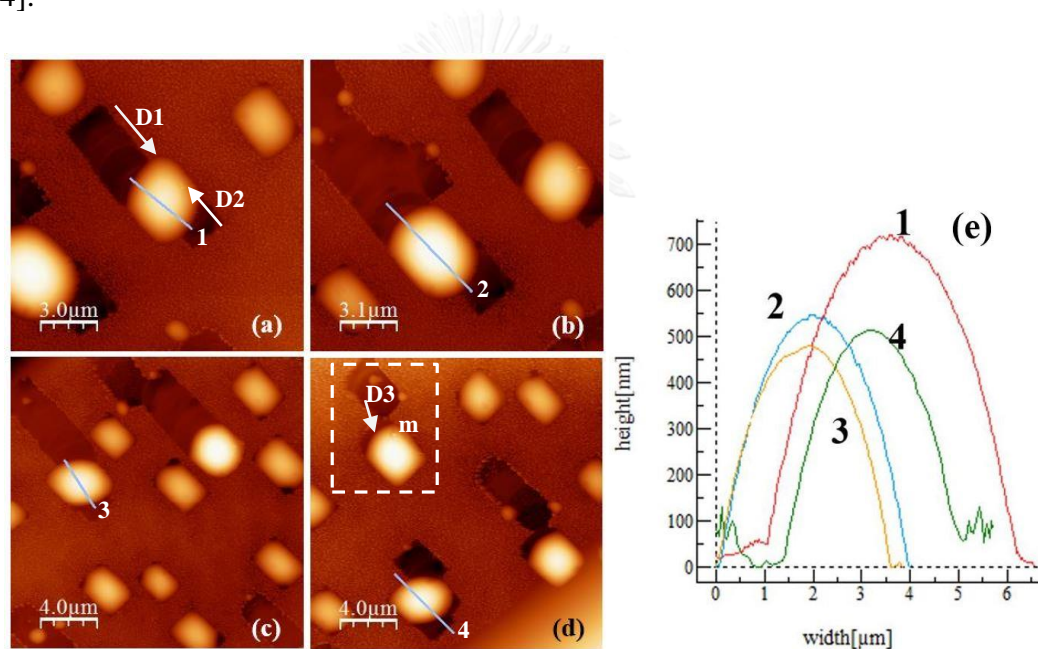 4].
D1
D2
1
3.0µm
(a)
2
3.1µm
(b)
3
4.0µm
(c)
D3
m
4
4.0µm
(d)
(e)
1
2
3
4
height[nm]
700
600
500
400
300
200
100
0
0 1 2 3 4 5 6
width[µm]